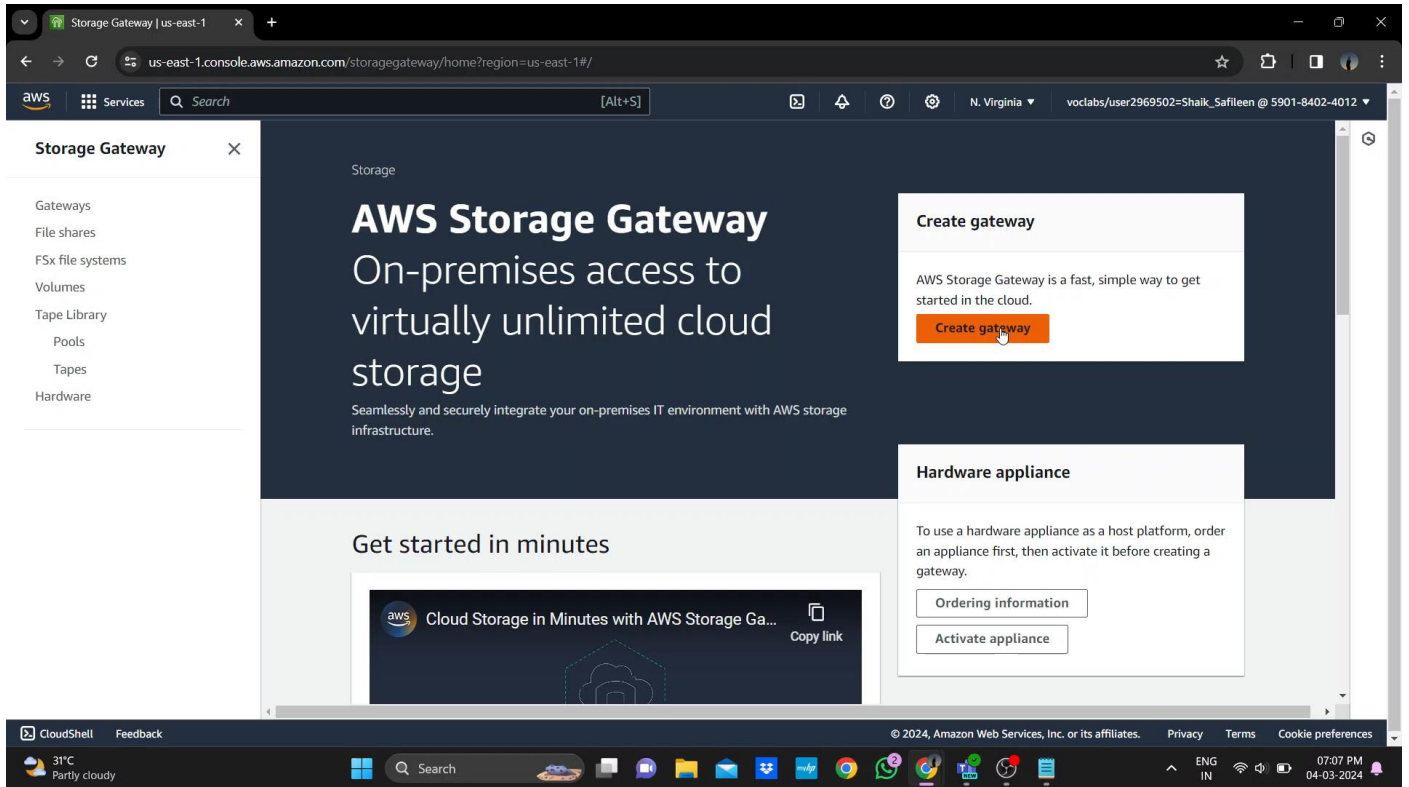 Storage Gateway | us-east-1
us-east-1.console.aws.amazon.com/storagegateway/home?region=us-east-1#/
aws
Services
Search
[Alt+S]
N. Virginia
voclabs/user2969502=Shaik_Safileen @ 5901-8402-4012
Storage Gateway
Gateways
File shares
FSx file systems
Volumes
Tape Library
Pools
Tapes
Hardware
Storage
AWS Storage Gateway
On-premises access to
virtually unlimited cloud
storage
Seamlessly and securely integrate your on-premises IT environment with AWS storage
infrastructure.
Create gateway
AWS Storage Gateway is a fast, simple way to get
started in the cloud.
Create gateway
Hardware appliance
To use a hardware appliance as a host platform, order
an appliance first, then activate it before creating a
gateway.
Ordering information
Activate appliance
Get started in minutes
aws
Cloud Storage in Minutes with AWS Storage Ga...
Copy link
CloudShell
Feedback
© 2024, Amazon Web Services, Inc. or its affiliates.
Privacy
Terms
Cookie preferences
31°C
Partly cloudy
Search
myhp
2
NEW
ENG
IN
07:07 PM
04-03-2024